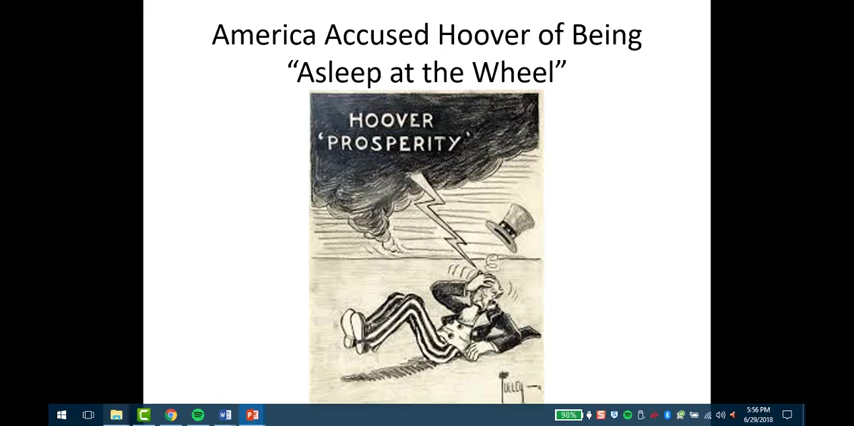 America Accused Hoover of Being
“Asleep at the Wheel”
HOOVER
‘PROSPERITY’
98%
5:56 PM
6/29/2018